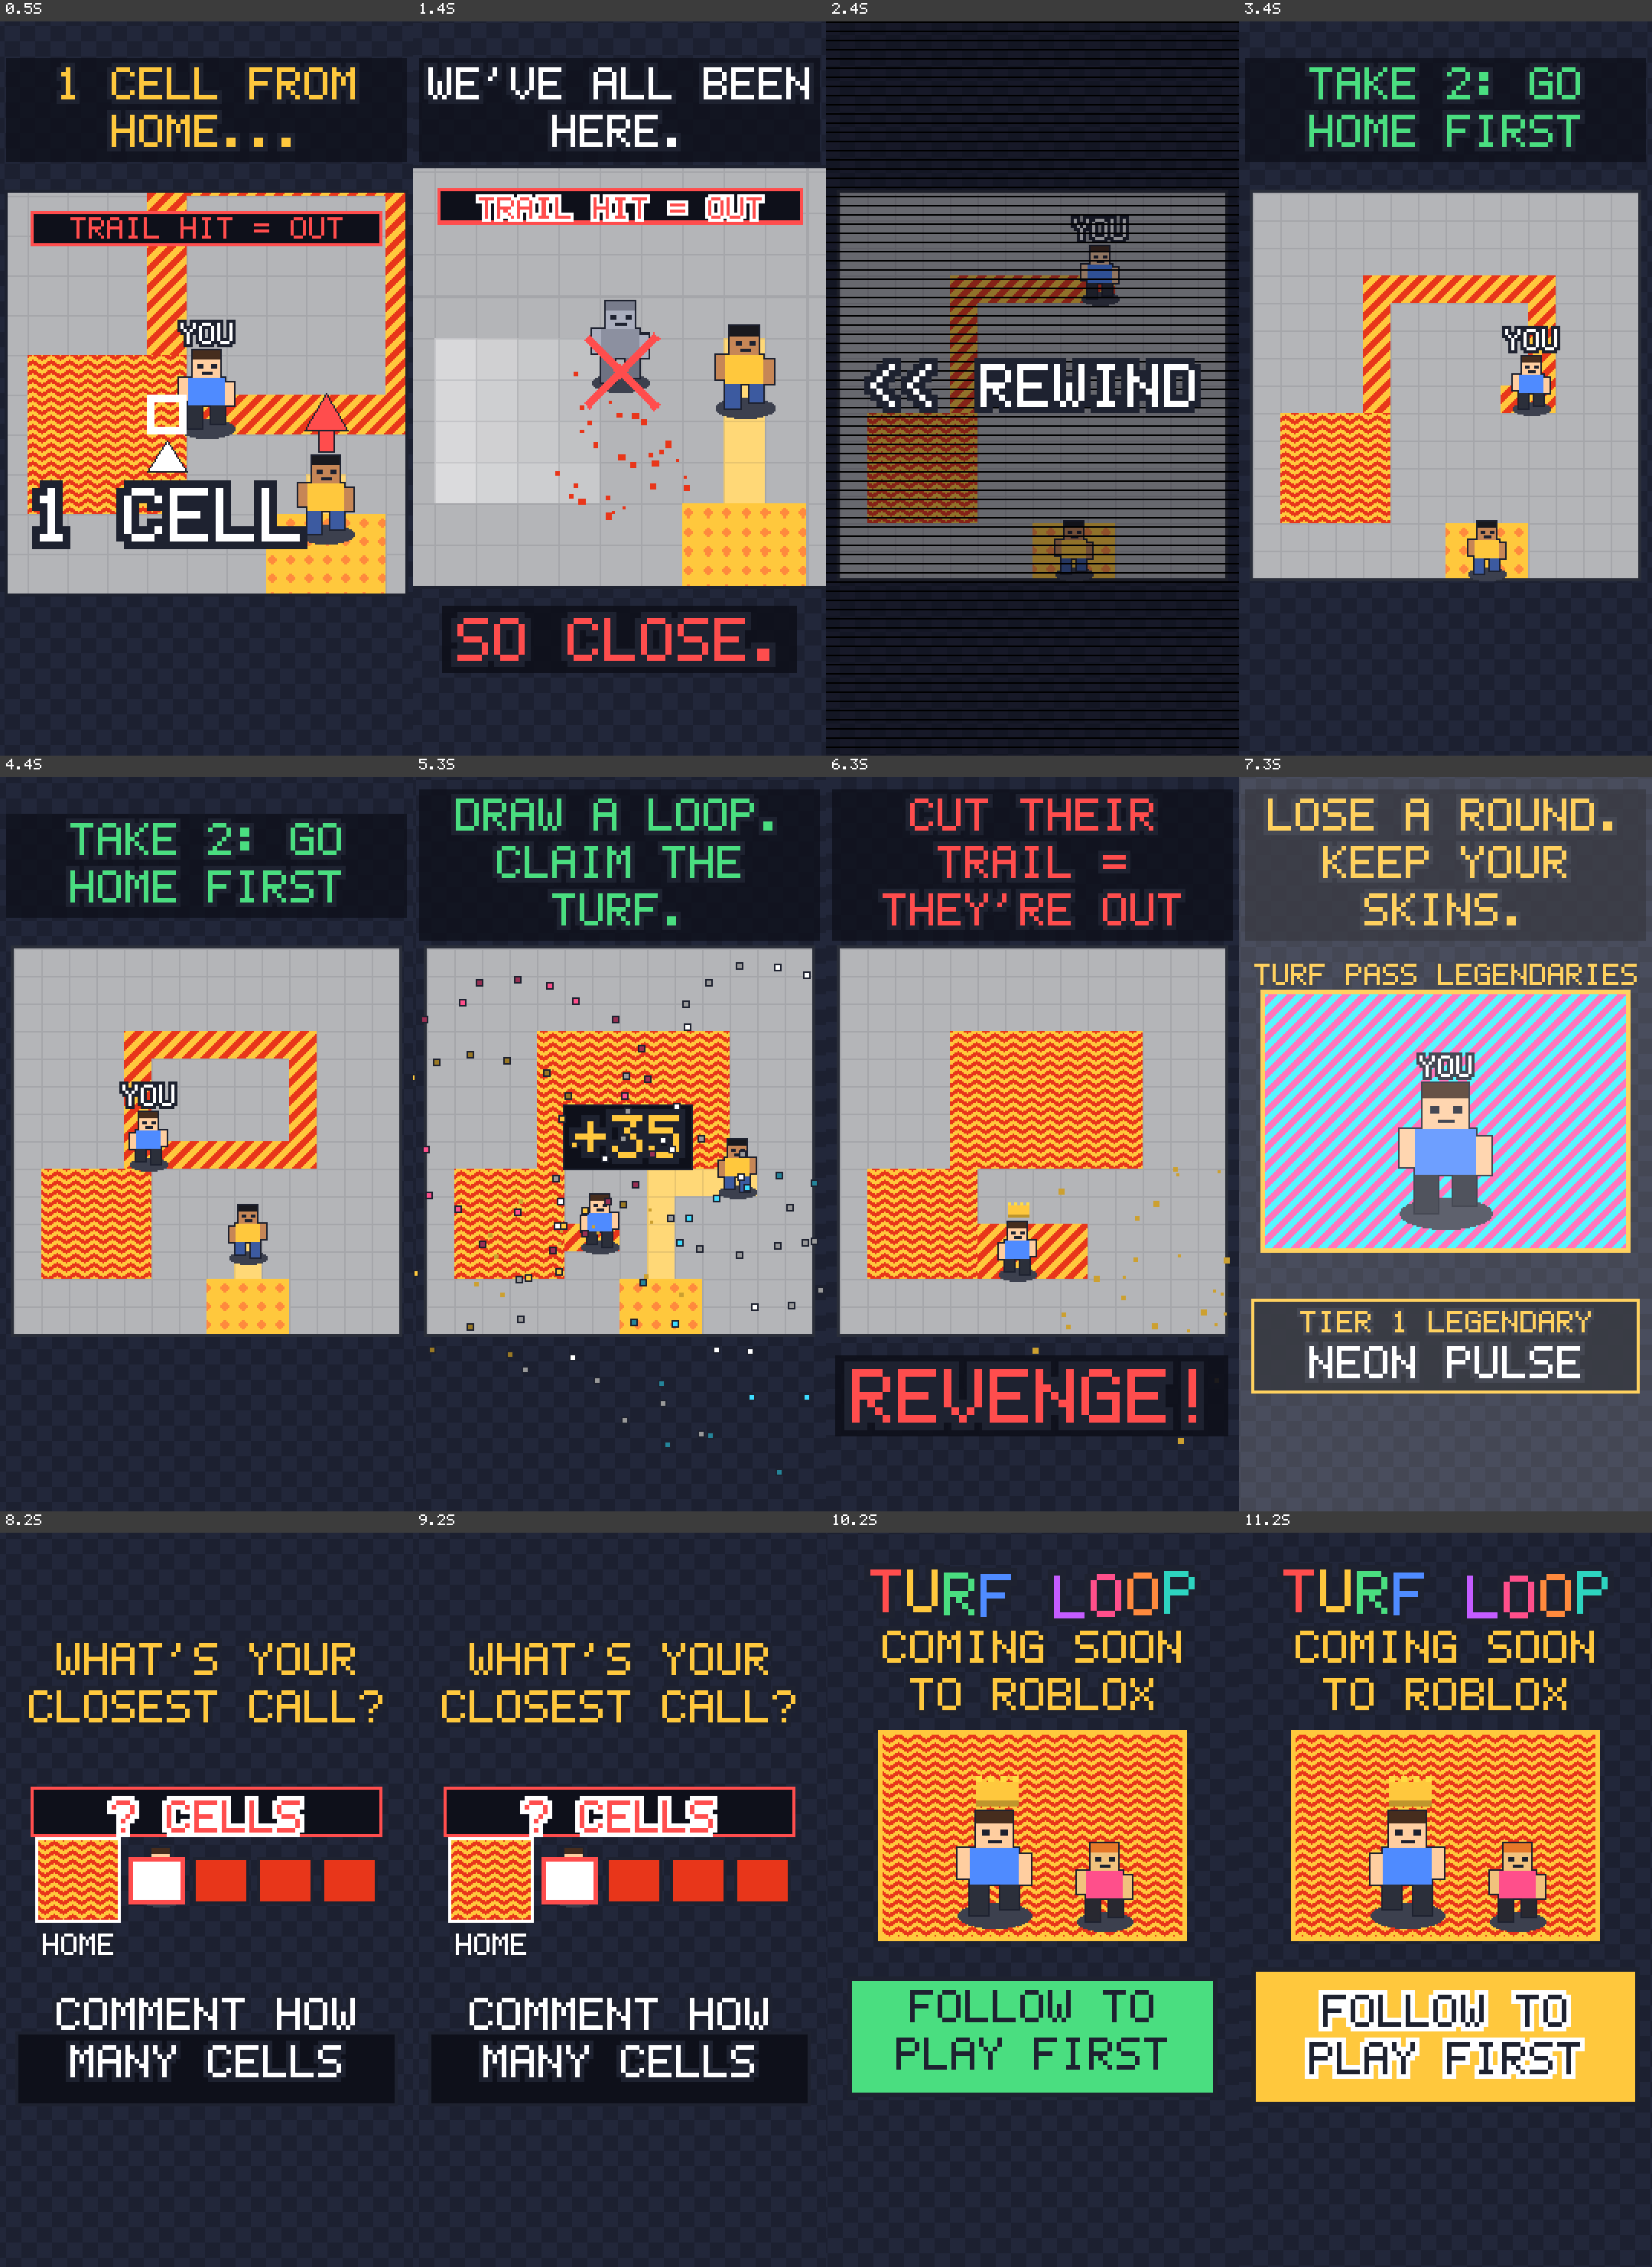 0.5S
1 CELL FROM
HOME...
TRAIL HIT = OUT
YOU
1 CELL
1.4S
WE'VE ALL BEEN
HERE.
TRAIL HIT = OUT
SO CLOSE.
2.4S
YOU
<< REWIND
3.4S
TAKE 2: GO
HOME FIRST
YOU
4.4S
TAKE 2: GO
HOME FIRST
YOU
5.3S
DRAW A LOOP.
CLAIM THE
TURF.
+35
6.3S
CUT THEIR
TRAIL =
THEY'RE OUT
REVENGE!
7.3S
LOSE A ROUND.
KEEP YOUR
SKINS.
TURF PASS LEGENDARIES
YOU
TIER 1 LEGENDARY
NEON PULSE
8.2S
WHAT'S YOUR
CLOSEST CALL?
? CELLS
HOME
COMMENT HOW
MANY CELLS
9.2S
WHAT'S YOUR
CLOSEST CALL?
? CELLS
HOME
COMMENT HOW
MANY CELLS
10.2S
TURF LOOP
COMING SOON
TO ROBLOX
FOLLOW TO
PLAY FIRST
11.2S
TURF LOOP
COMING SOON
TO ROBLOX
FOLLOW TO
PLAY FIRST